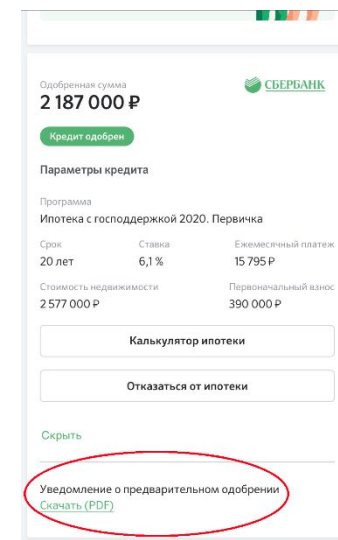 Одобренная сумма
СБЕРБАНК
2 187 000 ₽
Кредит одобрен
Параметры кредита
Программа
Ипотека с господдержкой 2020. Первичка
Срок Ставка Ежемесячный платеж
20 лет 6,1 % 15 795 ₽
Стоимость недвижимости Первоначальный взнос
2 577 000 ₽ 390 000 ₽
Калькулятор ипотеки
Отказаться от ипотеки
Скрыть
Уведомление о предварительном одобрении
Скачать (PDF)